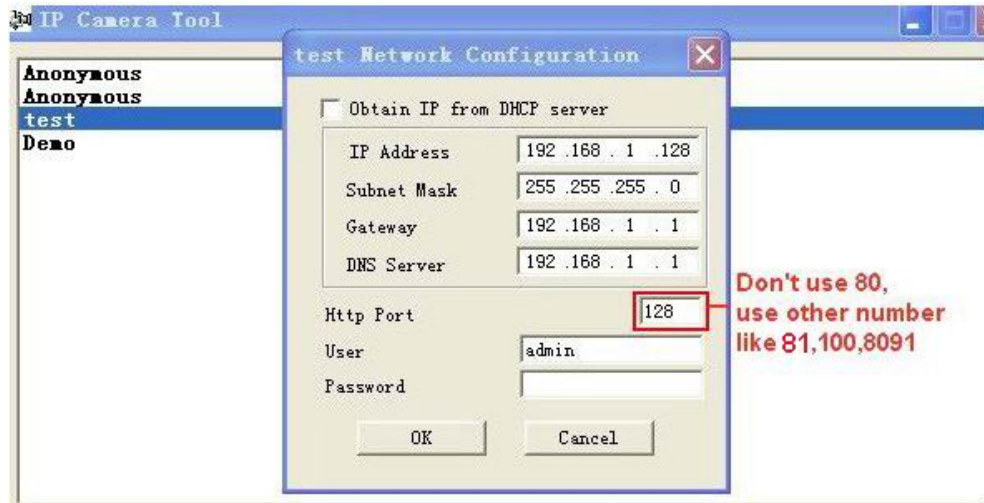 IP Camera Tool
Anonymous
Anonymous
test
Demo
test Network Configuration
Obtain IP from DHCP server
IP Address 192 .168 . 1 .128
Subnet Mask 255 .255 .255 . 0
Gateway 192 .168 . 1 . 1
DNS Server 192 .168 . 1 . 1
Http Port 128
User admin
Password
OK Cancel
Don't use 80,
use other number
like 81,100,8091